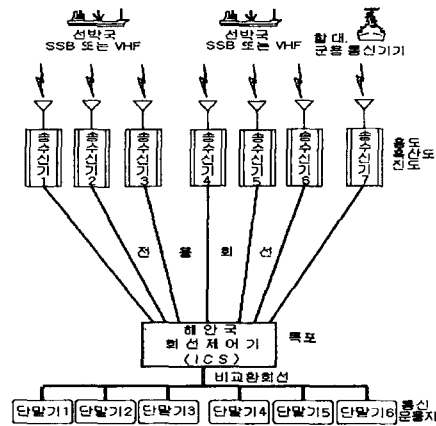 선박국
SSB 또는 VHF
선박국
SSB 또는 VHF
함대.
군용통신기기
송수신기1
송수신기2
송수신기3
송수신기4
송수신기5
송수신기6
송수신기7
홍도
흑산도
진도
전용회선
해안국
회선제어기
(ICS)
목포
비교환회선
단말기1
단말기2
단말기3
단말기4
단말기5
단말기6
통신
운용지